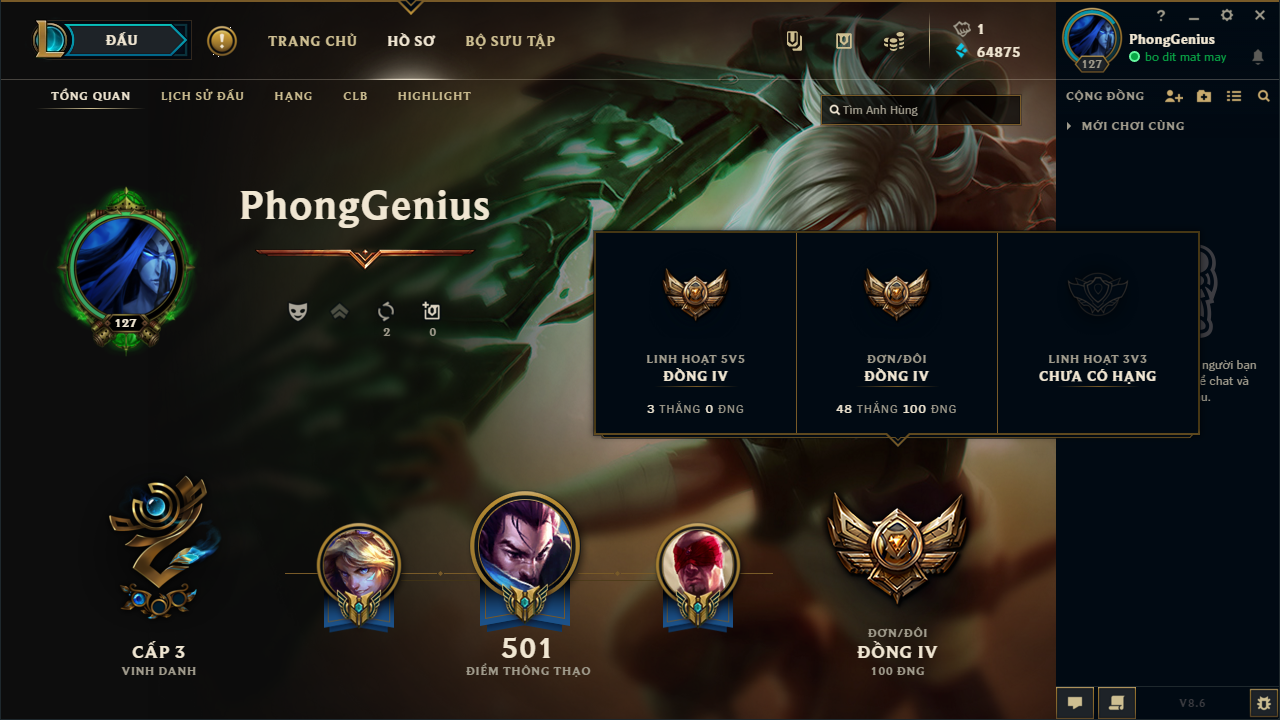 ĐẤU
TRANG CHỦ
HỒ SƠ
BỘ SƯU TẬP
1
64875
?
PhongGenius
bo dit mat may
127
TỔNG QUAN
LỊCH SỬ ĐẤU
HẠNG
CLB
HIGHLIGHT
Tìm Anh Hùng
CỘNG ĐỒNG
MỚI CHƠI CÙNG
PhongGenius
127
2
0
LINH HOẠT 5V5
ĐỒNG IV
3 THẮNG 0 ĐNG
ĐƠN/ĐÔI
ĐỒNG IV
48 THẮNG 100 ĐNG
LINH HOẠT 3V3
CHƯA CÓ HẠNG
người bạn
ể chat và
u.
CẤP 3
VINH DANH
501
ĐIỂM THÔNG THẠO
ĐƠN/ĐÔI
ĐỒNG IV
100 ĐNG
V8.6